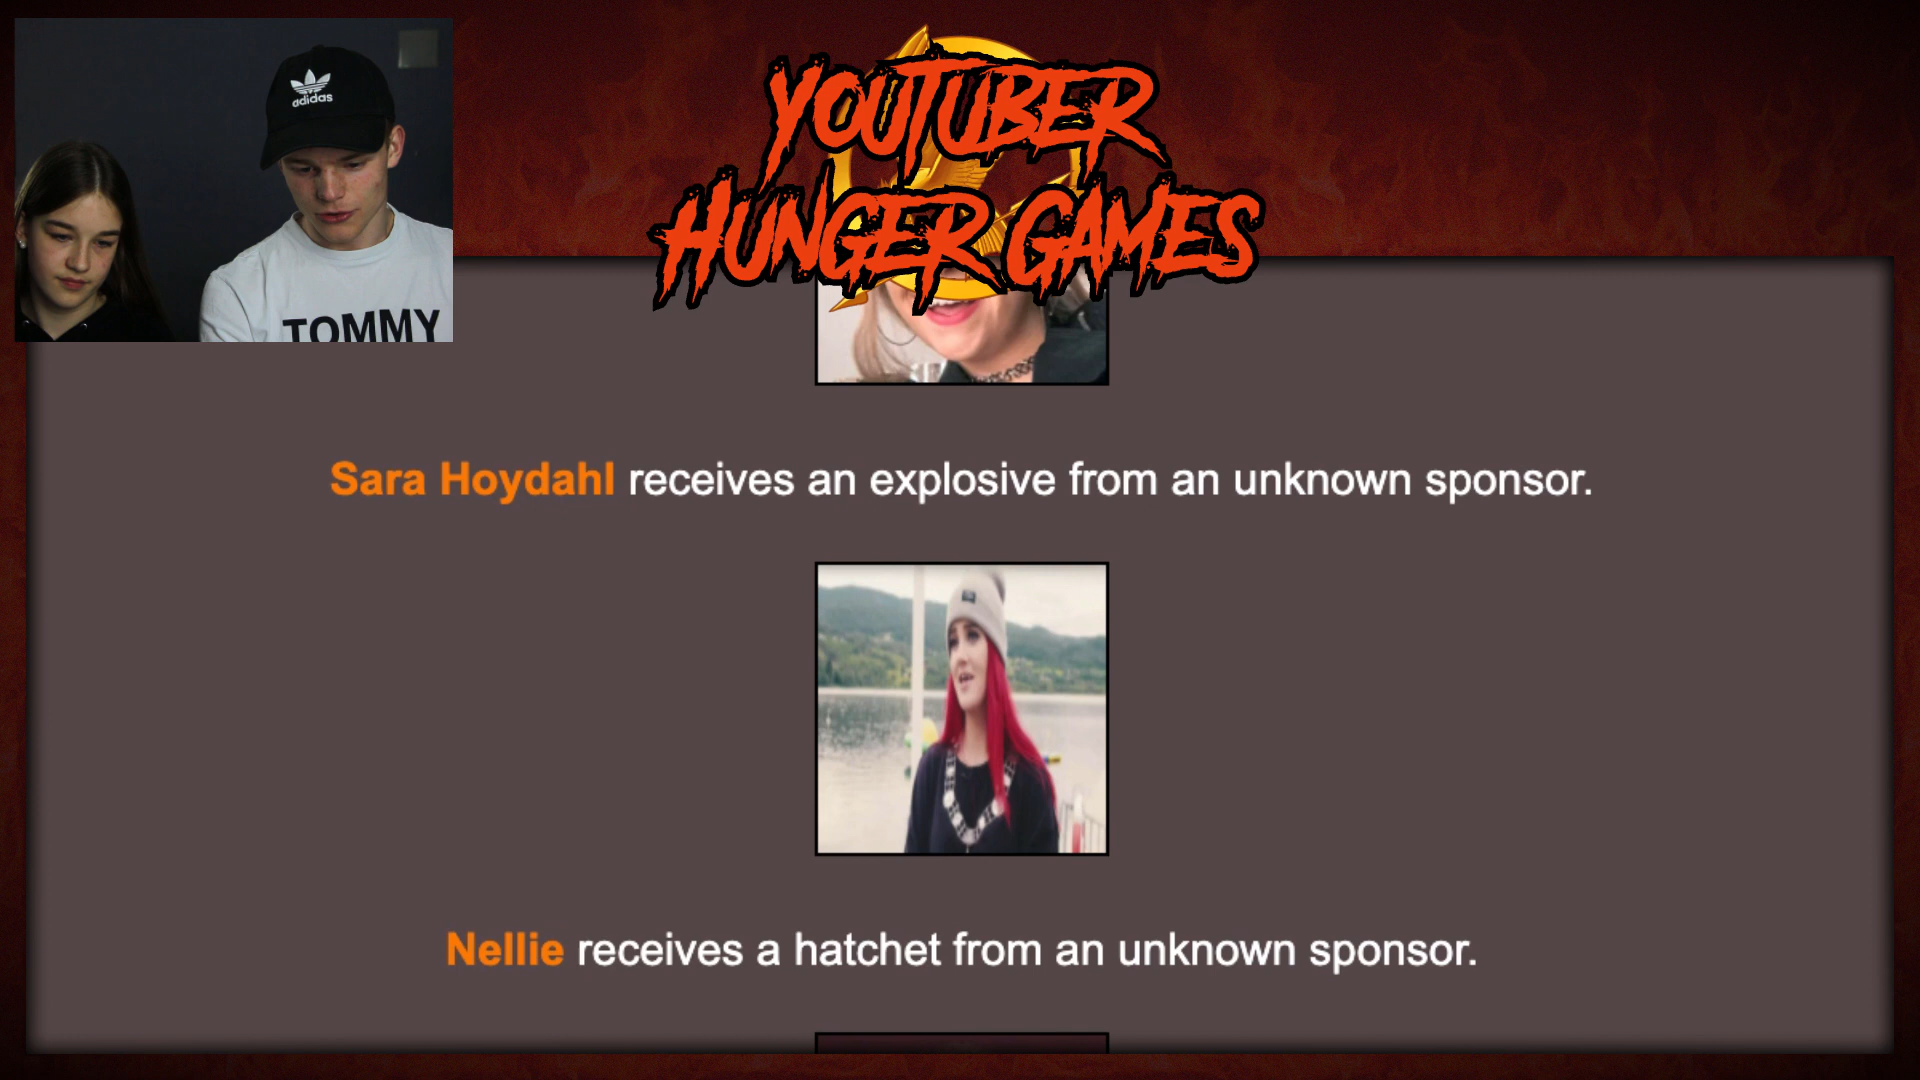 adidas
TOMMY
YOUTUBER
HUNGER GAMES
Sara Hoydahl receives an explosive from an unknown sponsor.
Nellie receives a hatchet from an unknown sponsor.